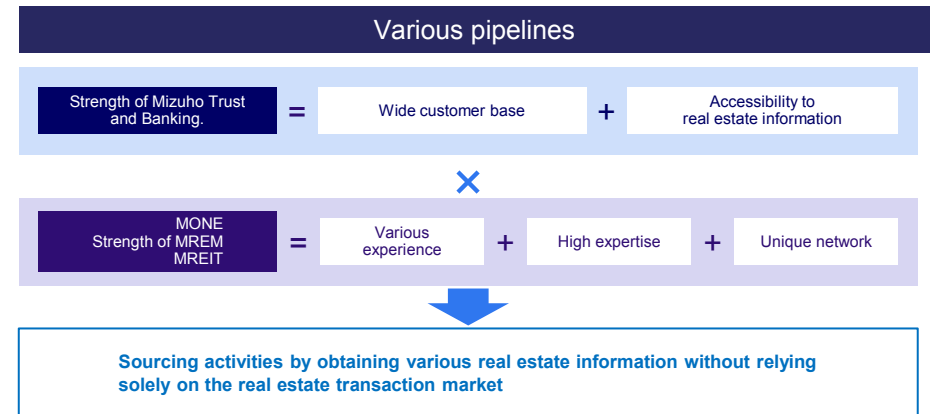 Various pipelines
Strength of Mizuho Trust
and Banking.
=
Wide customer base
+
Accessibility to
real estate information
×
MONE
Strength of MREM
MREIT
=
Various
experience
+
High expertise
+
Unique network
Sourcing activities by obtaining various real estate information without relying
solely on the real estate transaction market